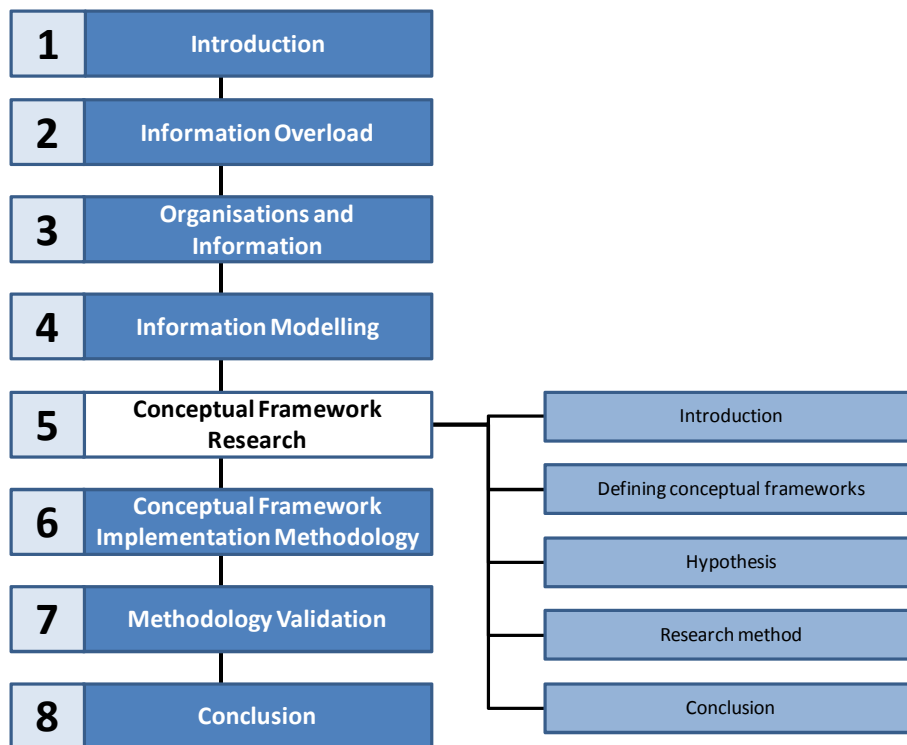 1
Introduction
2
Information Overload
3
Organisations and
Information
4
Information Modelling
5
Conceptual Framework
Research
6
Conceptual Framework
Implementation Methodology
7
Methodology Validation
8
Conclusion
Introduction
Defining conceptual frameworks
Hypothesis
Research method
Conclusion